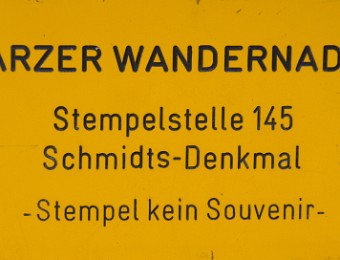 ARZER WANDERNAD
Stempelstelle 145
Schmidts-Denkmal
-Stempel kein Souvenir-